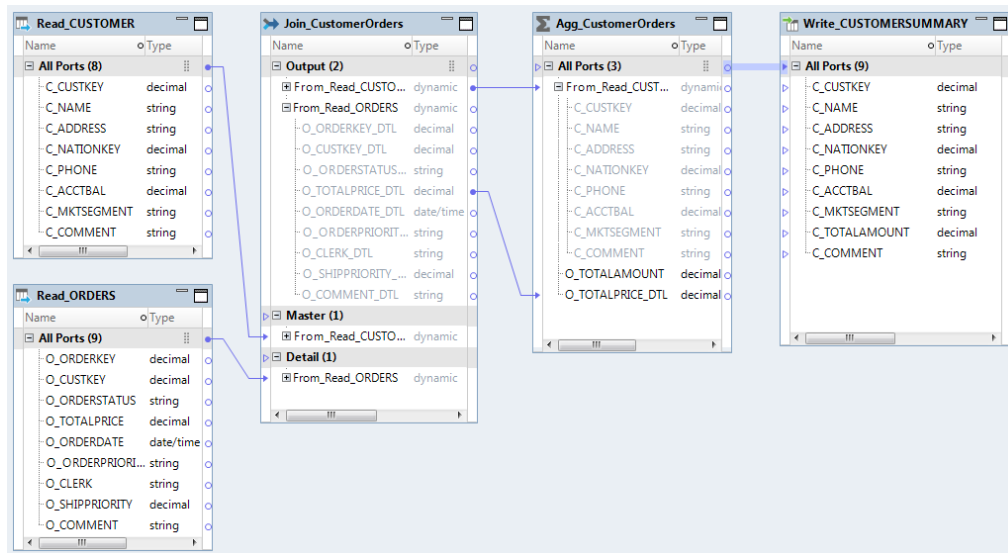 Read_CUSTOMER
Name Type
All Ports (8)
C_CUSTKEY decimal
C_NAME string
C_ADDRESS string
C_NATIONKEY decimal
C_PHONE string
C_ACCTBAL decimal
C_MKTSEGMENT string
C_COMMENT string
Read_ORDERS
Name Type
All Ports (9)
O_ORDERKEY decimal
O_CUSTKEY decimal
O_ORDERSTATUS string
O_TOTALPRICE decimal
O_ORDERDATE date/time
O_ORDERPRIORI... string
O_CLERK string
O_SHIPPRIORITY decimal
O_COMMENT string
Join_CustomerOrders
Name Type
Output (2)
From_Read_CUSTO... dynamic
From_Read_ORDERS dynamic
O_ORDERKEY_DTL decimal
O_CUSTKEY_DTL decimal
O_ORDERSTATUS... string
O_TOTALPRICE_DTL decimal
O_ORDERDATE_DTL date/time
O_ORDERPRIORIT... string
O_CLERK_DTL string
O_SHIPPRIORITY_... decimal
O_COMMENT_DTL string
Master (1)
From_Read_CUSTO... dynamic
Detail (1)
From_Read_ORDERS dynamic
Agg_CustomerOrders
Name Type
All Ports (3)
From_Read_CUST... dynamic
C_CUSTKEY decimal
C_NAME string
C_ADDRESS string
C_NATIONKEY decimal
C_PHONE string
C_ACCTBAL decimal
C_MKTSEGMENT string
C_COMMENT string
O_TOTALAMOUNT decimal
O_TOTALPRICE_DTL decimal
Write_CUSTOMERSUMMARY
Name Type
All Ports (9)
C_CUSTKEY decimal
C_NAME string
C_ADDRESS string
C_NATIONKEY decimal
C_PHONE string
C_ACCTBAL decimal
C_MKTSEGMENT string
C_TOTALAMOUNT decimal
C_COMMENT string